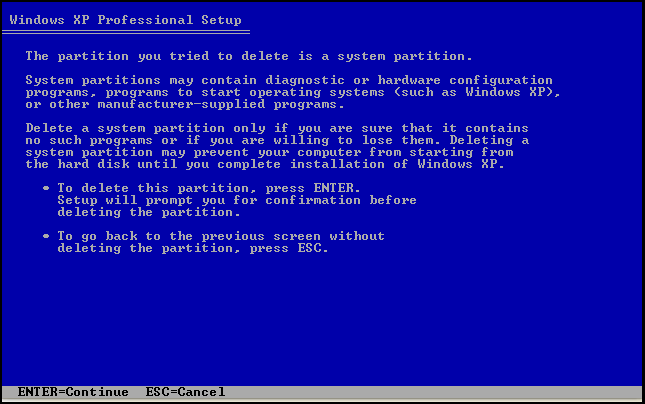 Windows XP Professional Setup
The partition you tried to delete is a system partition.
System partitions may contain diagnostic or hardware configuration
programs, programs to start operating systems (such as Windows XP),
or other manufacturer-supplied programs.
Delete a system partition only if you are sure that it contains
no such programs or if you are willing to lose them. Deleting a
system partition may prevent your computer from starting from
the hard disk until you complete installation of Windows XP.
• To delete this partition, press ENTER.
Setup will prompt you for confirmation before
deleting the partition.
• To go back to the previous screen without
deleting the partition, press ESC.
ENTER=Continue  ESC=Cancel